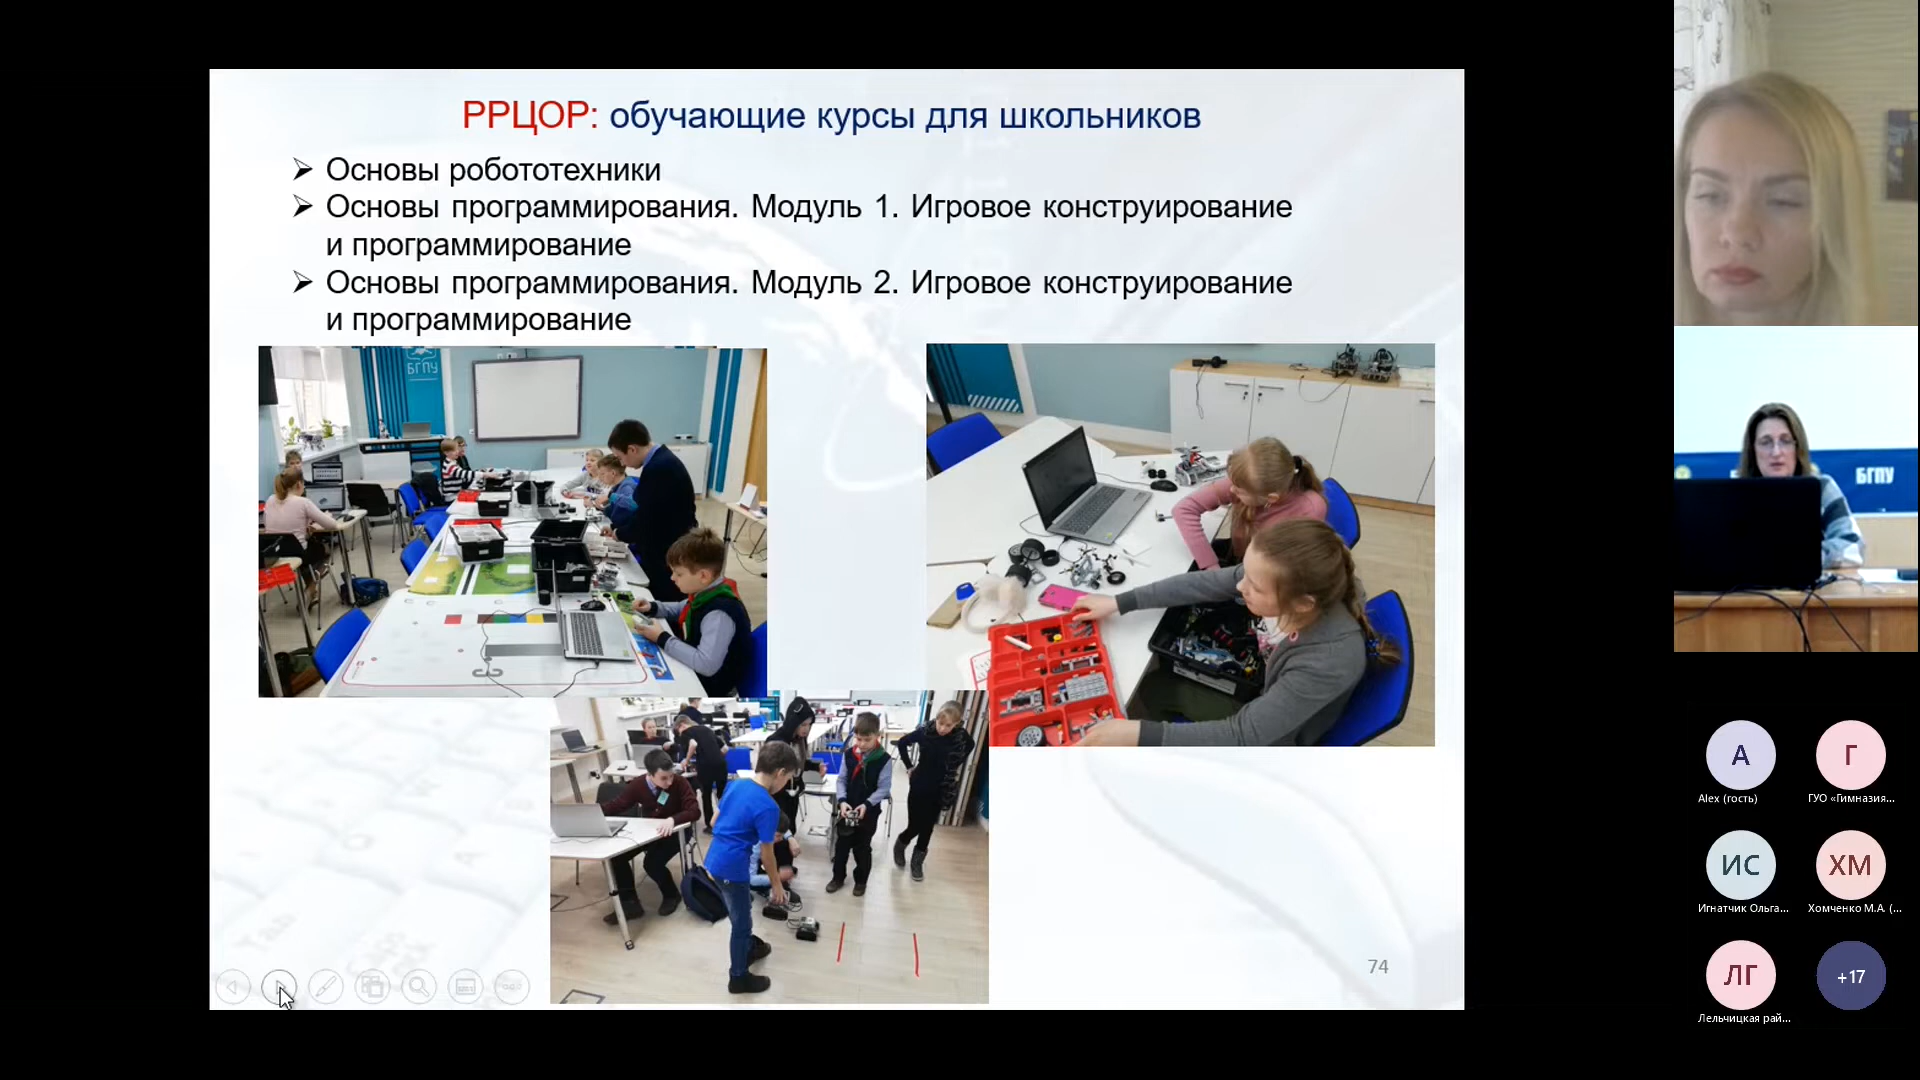 РРЦОР: обучающие курсы для школьников
Основы робототехники
Основы программирования. Модуль 1. Игровое конструирование
и программирование
Основы программирования. Модуль 2. Игровое конструирование
и программирование
БГПУ
74
БГПУ
А
Alex (гость)
Г
ГУО «Гимназия...
ИС
Игнатчик Ольга...
ХМ
Хомченко М.А. (...
ЛГ
Лельчицкая рай...
+17